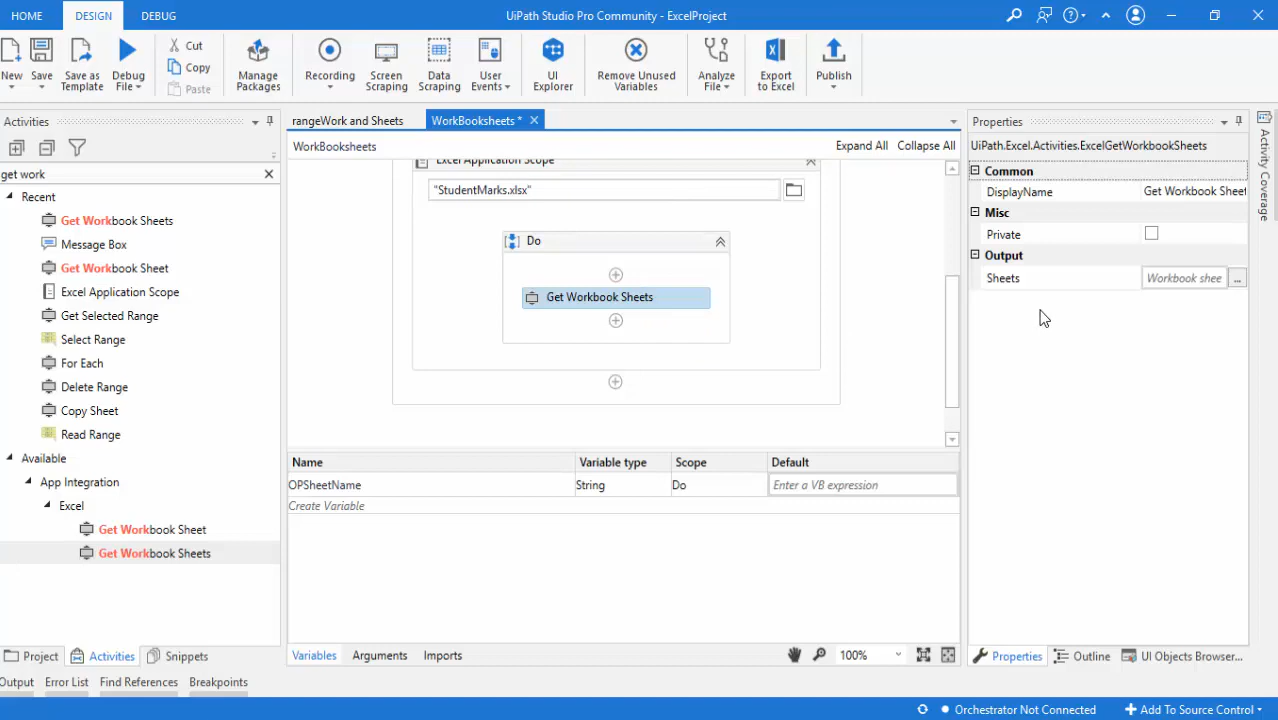 HOME
DESIGN
DEBUG
UiPath Studio Pro Community - ExcelProject
New
Save
Save as Template
Debug File
Cut
Copy
Paste
Manage Packages
Recording
Screen Scraping
Data Scraping
User Events
UI Explorer
Remove Unused Variables
Analyze File
Export to Excel
Publish
Activities
rangeWork and Sheets
WorkBooksheets *
Properties
WorkBooksheets
Expand All
Collapse All
UiPath.Excel.Activities.ExcelGetWorkbookSheets
Activity Coverage
get work
Recent
Get Workbook Sheets
Message Box
Get Workbook Sheet
Excel Application Scope
Get Selected Range
Select Range
For Each
Delete Range
Copy Sheet
Read Range
Available
App Integration
Excel
Get Workbook Sheet
Get Workbook Sheets
Excel Application Scope
"StudentMarks.xlsx"
Do
Get Workbook Sheets
Common
DisplayName
Get Workbook Sheet
Misc
Private
Output
Sheets
Workbook shee
...
Name
Variable type
Scope
Default
OPSheetName
String
Do
Enter a VB expression
Create Variable
Project
Activities
Snippets
Variables
Arguments
Imports
100%
Properties
Outline
UI Objects Browser...
Output
Error List
Find References
Breakpoints
Orchestrator Not Connected
Add To Source Control